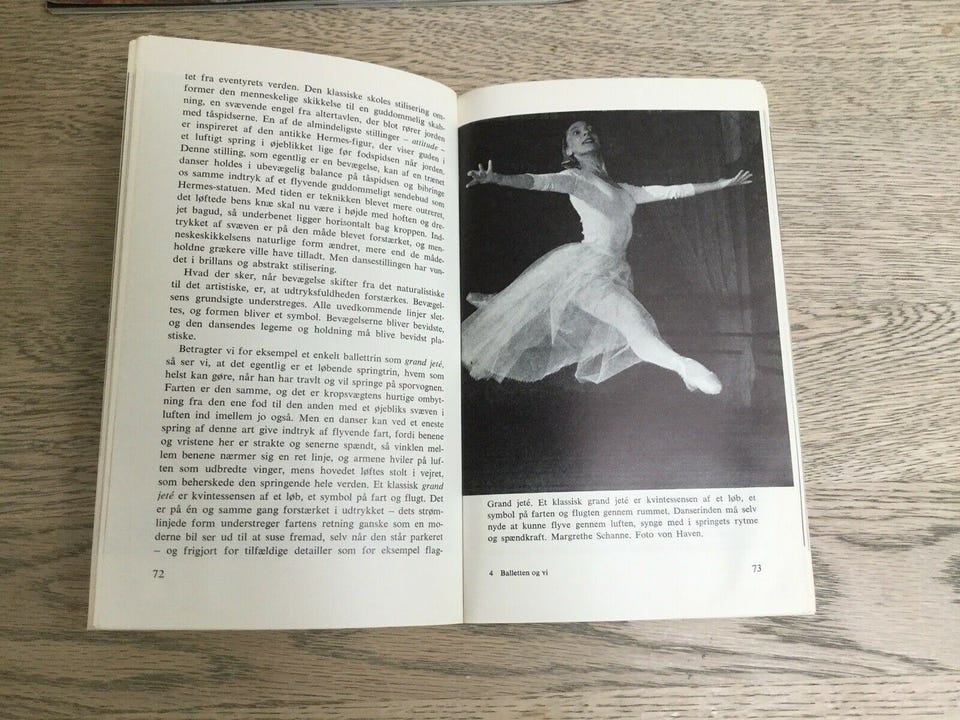 tet fra eventyrets verden. Den klassiske skoles stilisering om-
former den menneskelige skikkelse til en guddommelig skab-
ning, en svævende engel fra altertavlen, der blot rører jorden
med tåspidserne. En af de almindeligste stillinger – attitude –
er inspireret af den antikke Hermes-figur, der viser guden i
et luftigt spring i øjeblikket lige før fodspidsen når jorden.
Denne stilling, som egentlig er en bevægelse, kan af en trænet
danser holdes i ubevægelig balance på tåspidsen og bibringe
os samme indtryk af et flyvende guddommeligt sendebud som
Hermes-statuen. Med tiden er teknikken blevet mere outreret,
det løftede bens knæ skal nu være i højde med hoften og dre-
jet bagud, så underbenet ligger horisontalt bag kroppen. Ind-
trykket af svæven er på den måde blevet forstærket, og men-
neskeskikkelsens naturlige form ændret, mere end de måde-
holdne grækere ville have tilladt. Men dansestillingen har vun-
det i brillans og abstrakt stilisering.
Hvad der sker, når bevægelse skifter fra det naturalistiske
til det artistiske, er, at udtryksfuldheden forstærkes. Bevægel-
sens grundsigte understreges. Alle uvedkommende linjer slet-
tes, og formen bliver et symbol. Bevægelserne bliver bevidste,
og den dansendes legeme og holdning må blive bevidst pla-
stiske.
Betragter vi for eksempel et enkelt ballettrin som grand jeté,
så ser vi, at det egentlig er et løbende springtrin, hvem som
helst kan gøre, når han har travlt og vil springe på sporvognen.
Farten er den samme, og det er kropsvægtens hurtige ombyt-
ning fra den ene fod til den anden med et øjebliks svæven i
luften ind imellem jo også. Men en danser kan ved et eneste
spring af denne art give indtryk af flyvende fart, fordi benene
og vristene her er strakte og senerne spændt, så vinklen mel-
lem benene nærmer sig en ret linje, og armene hviler på luf-
ten som udbredte vinger, mens hovedet løftes stolt i vejret,
som beherskede den springende hele verden. Et klassisk grand
jeté er kvintessensen af et løb, et symbol på fart og flugt. Det
er på én og samme gang forstærket i udtrykket – dets strøm-
linjede form understreger fartens retning ganske som en mo-
derne bil ser ud til at suse fremad, selv når den står parkeret
– og frigjort for tilfældige detailler som for eksempel flag-
72
Grand jeté. Et klassisk grand jeté er kvintessensen af et løb, et
symbol på farten og flugten gennem rummet. Danserinden må selv
nyde at kunne flyve gennem luften, synge med i springets rytme
og spændkraft. Margrethe Schanne. Foto von Haven.
4 Balletten og vi
73